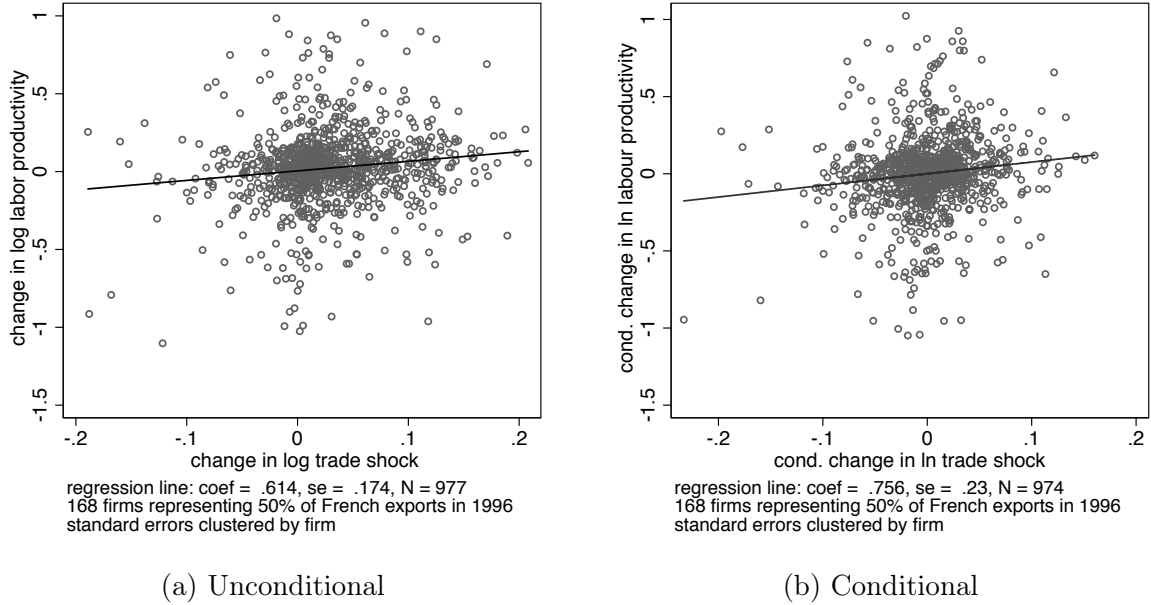 change in log labor productivity
1
.5
0
-.5
-1
-1.5
-.2
-.1
0
.1
.2
change in log trade shock
regression line: coef = .614, se = .174, N = 977
168 firms representing 50% of French exports in 1996
standard errors clustered by firm
(a) Unconditional
cond. change in ln labour productivity
1
.5
0
-.5
-1
-1.5
-.2
-.1
0
.1
.2
cond. change in ln trade shock
regression line: coef = .756, se = .23, N = 974
168 firms representing 50% of French exports in 1996
standard errors clustered by firm
(b) Conditional